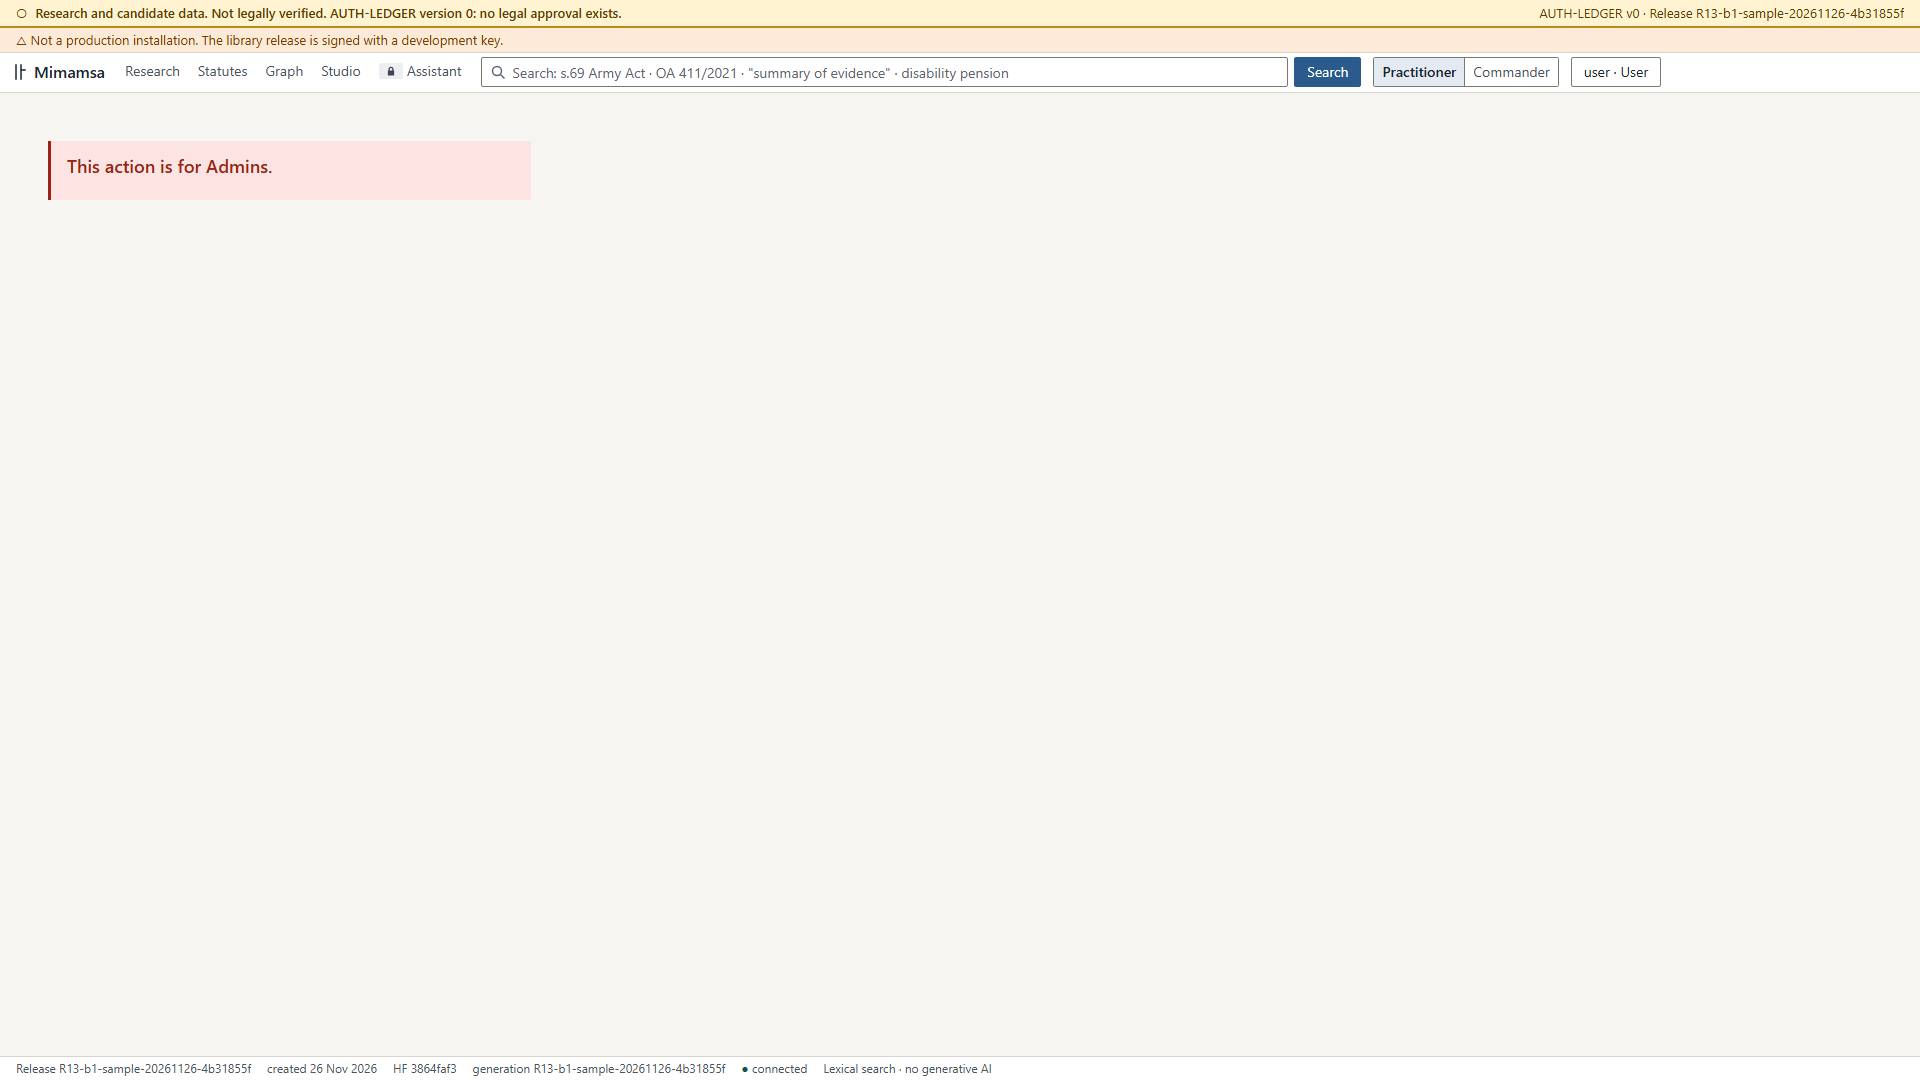 Research and candidate data. Not legally verified. AUTH-LEDGER version 0: no legal approval exists. AUTH-LEDGER v0 · Release R13-b1-sample-20261126-4b31855f
⚠ Not a production installation. The library release is signed with a development key.
Mimamsa Research Statutes Graph Studio Assistant Search: s.69 Army Act · OA 411/2021 · "summary of evidence" · disability pension Search Practitioner Commander user · User
This action is for Admins.
Release R13-b1-sample-20261126-4b31855f created 26 Nov 2026 HF 3864faf3 generation R13-b1-sample-20261126-4b31855f ● connected Lexical search · no generative AI